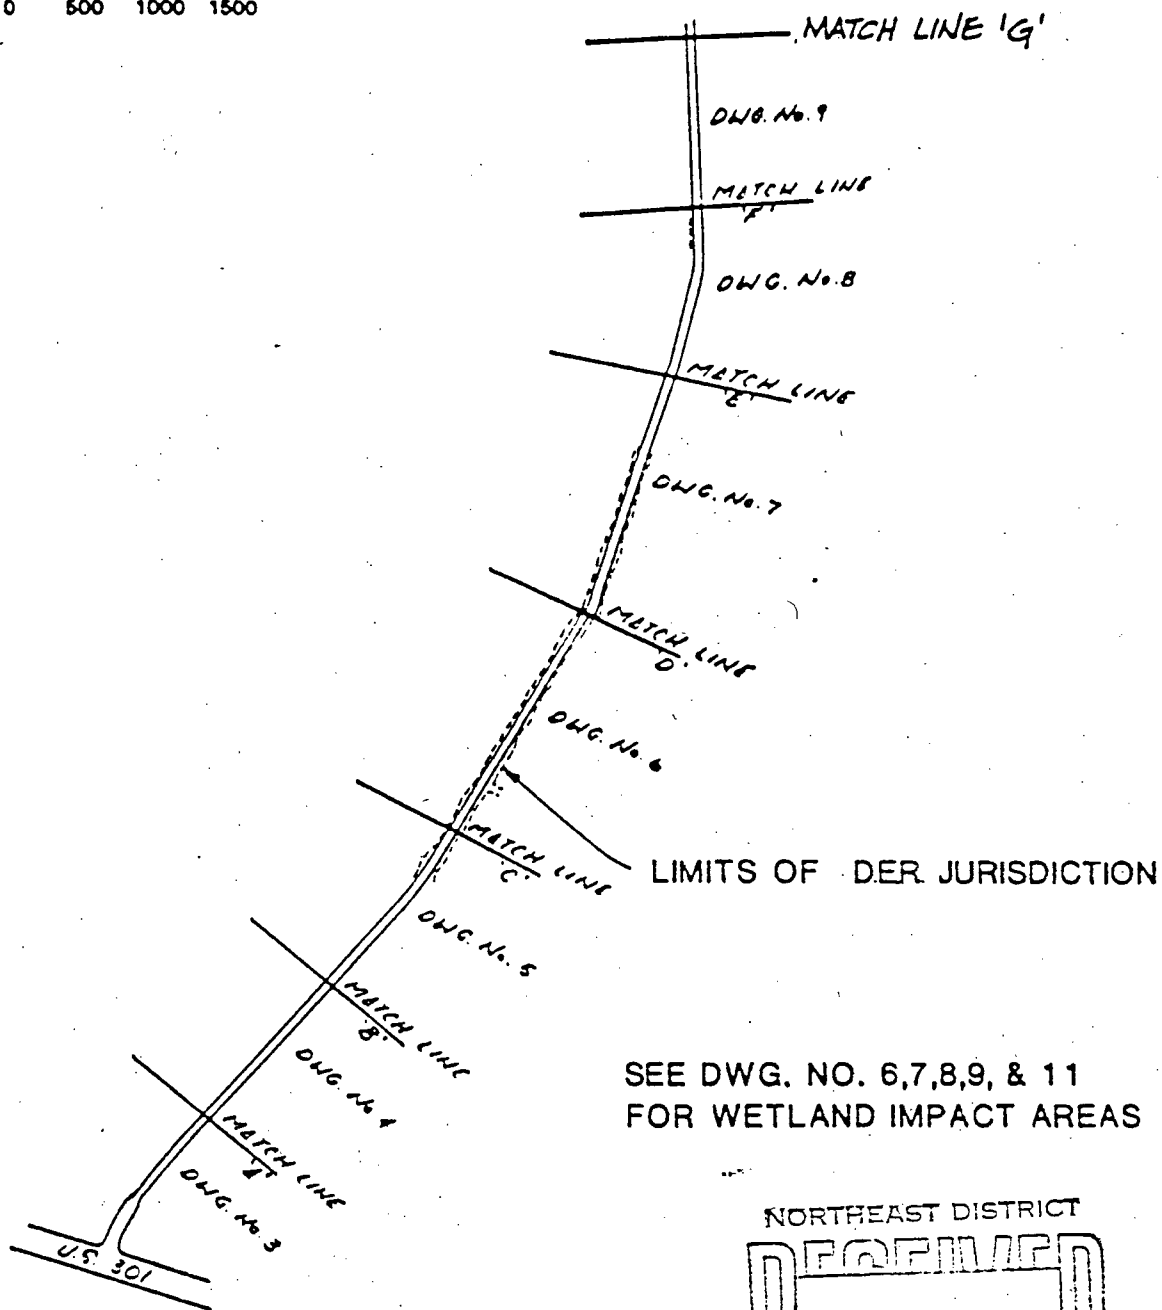 0 500 1000 1500
MATCH LINE 'G'
DWG. No. 9
MATCH LINE
'F'
DWG. No. 8
MATCH LINE
'E'
DWG. No. 7
MATCH LINE
'D'
DWG. No. 6
MATCH LINE
'C'
LIMITS OF DER JURISDICTION
DWG. No. 5
MATCH LINE
'B'
DWG. No 4
SEE DWG. NO. 6,7,8,9, & 11
FOR WETLAND IMPACT AREAS
MATCH LINE
'A'
DWG. No. 3
NORTHEAST DISTRICT
RECEIVED
U.S. 301